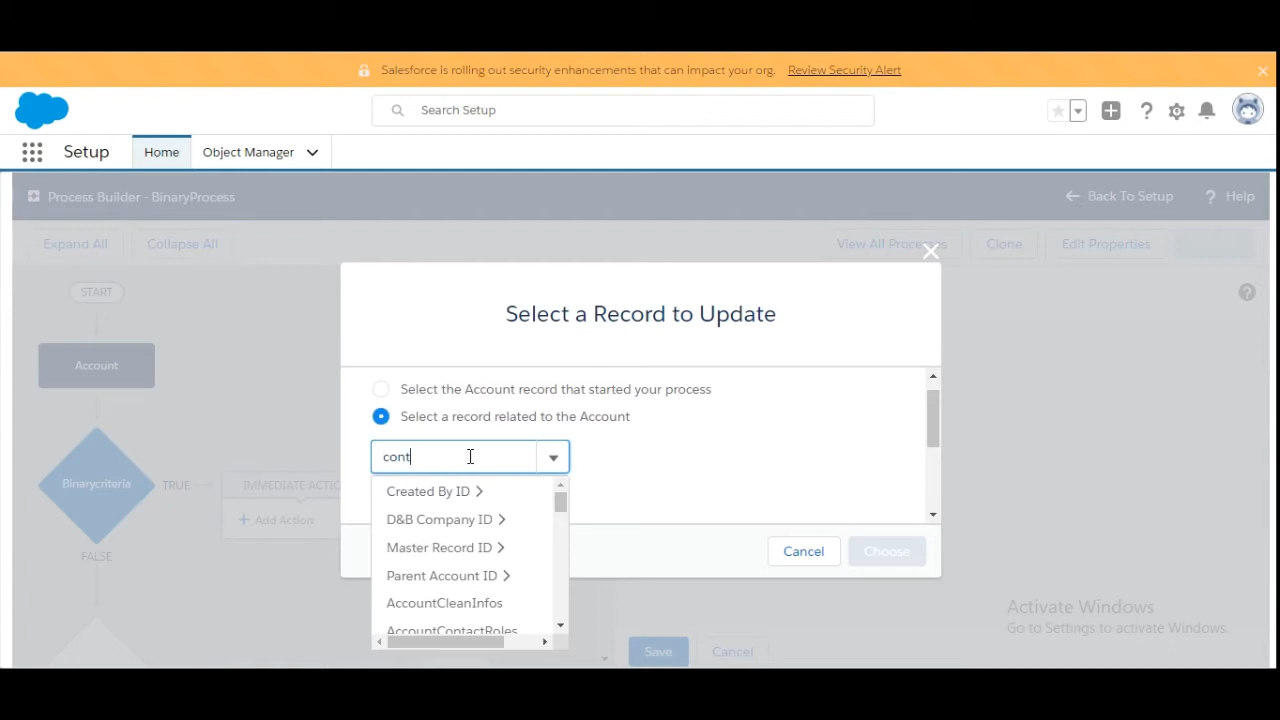 Salesforce is rolling out security enhancements that can impact your org. Review Security Alert
Search Setup
Setup Home Object Manager
Process Builder - BinaryProcess Back To Setup ? Help
Expand All Collapse All View All Processes Clone Edit Properties
START
Select a Record to Update
Account
Select the Account record that started your process
Select a record related to the Account
cont
Binarycriteria TRUE IMMEDIATE ACTIO
Created By ID >
+ Add Action D&B Company ID >
Master Record ID > Cancel Choose
FALSE
Parent Account ID >
AccountCleanInfos
AccountContactRoles
Activate Windows
Go to Settings to activate Windows.
Save Cancel